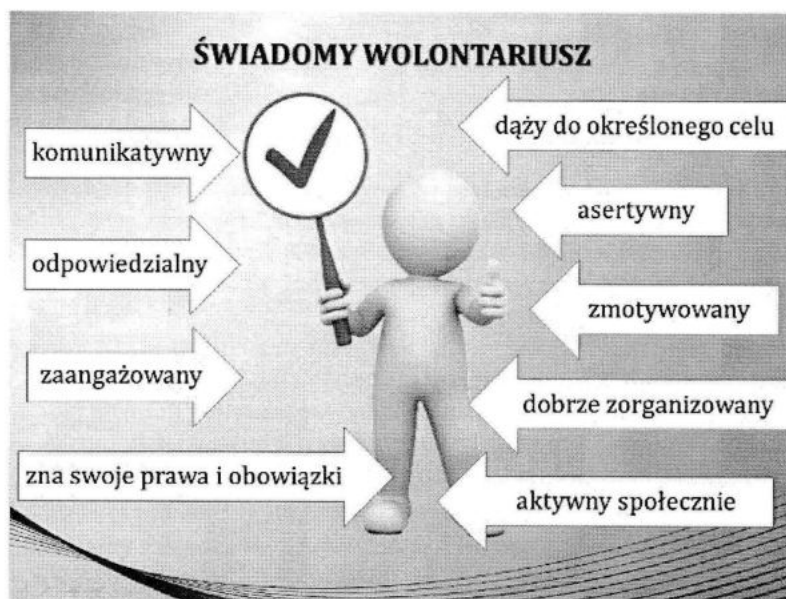 ŚWIADOMY WOLONTARIUSZ
komunikatywny
odpowiedzialny
zaangażowany
zna swoje prawa i obowiązki
dąży do określonego celu
asertywny
zmotywowany
dobrze zorganizowany
aktywny społecznie